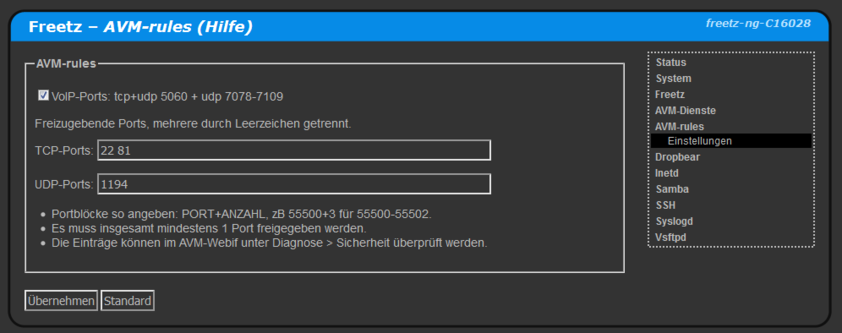 Freetz – AVM-rules (Hilfe)
freetz-ng-C16028
AVM-rules
VoIP-Ports: tcp+udp 5060 + udp 7078-7109
Freizugebende Ports, mehrere durch Leerzeichen getrennt.
TCP-Ports: 22 81
UDP-Ports: 1194
• Portblöcke so angeben: PORT+ANZAHL, zB 55500+3 für 55500-55502.
• Es muss insgesamt mindestens 1 Port freigegeben werden.
• Die Einträge können im AVM-Webif unter Diagnose > Sicherheit überprüft werden.
Übernehmen Standard
Status
System
Freetz
AVM-Dienste
AVM-rules
Einstellungen
Dropbear
Inetd
Samba
SSH
Syslogd
Vsftpd